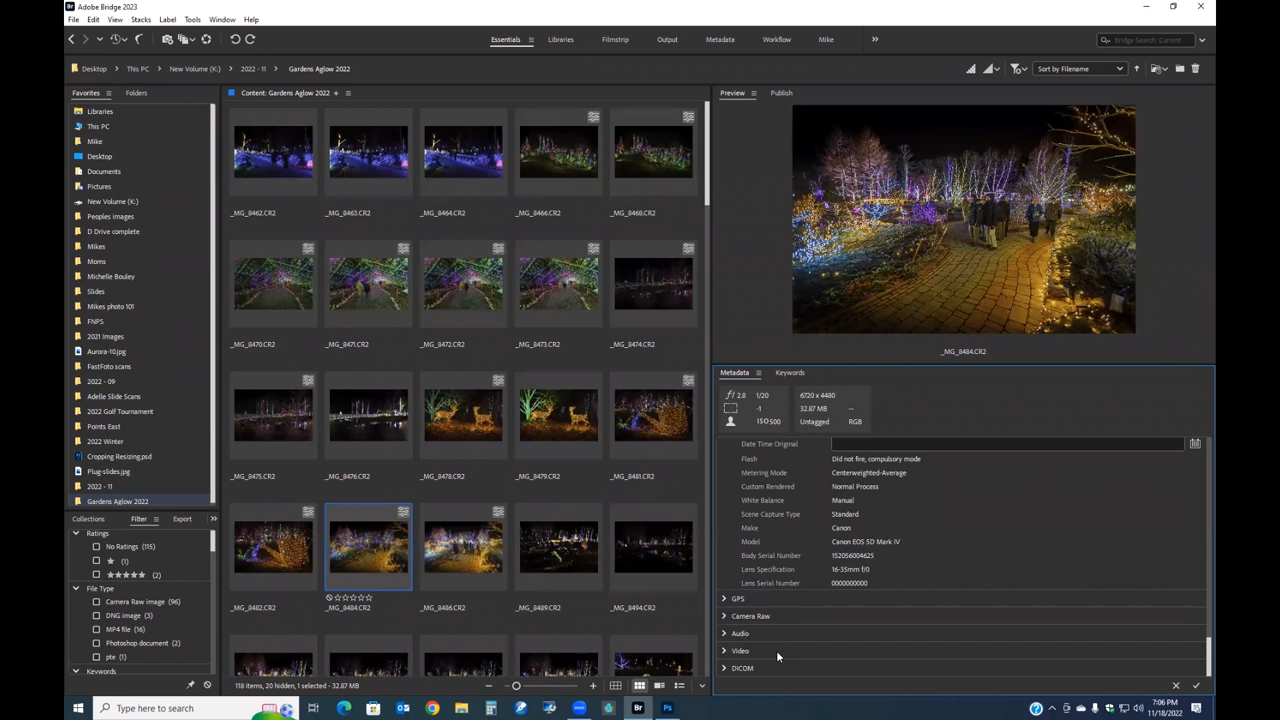 Br Adobe Bridge 2023
File Edit View Stacks Label Tools Window Help
Essentials Libraries Filmstrip Output Metadata Workflow Mike
Bridge Search: Current
Desktop This PC New Volume (K:) 2022 - 11 Gardens Aglow 2022
Sort by Filename
Favorites Folders
Libraries
This PC
Mike
Desktop
Documents
Pictures
New Volume (K:)
Peoples images
D Drive complete
Mikes
Moms
Michelle Bouley
Slides
Mikes photo 101
FNPS
2021 Images
Aurora-10.jpg
FastFoto scans
2022 - 09
Adelle Slide Scans
2022 Golf Tournament
Points East
2022 Winter
Cropping Resizing.psd
Plug-slides.jpg
2022 - 11
Gardens Aglow 2022
Collections Filter Export
Ratings
No Ratings (115)
★ (1)
★★★★★ (2)
File Type
Camera Raw image (96)
DNG image (3)
MP4 file (16)
Photoshop document (2)
pte (1)
Keywords
Content: Gardens Aglow 2022
_MG_8462.CR2 _MG_8463.CR2 _MG_8464.CR2 _MG_8466.CR2 _MG_8468.CR2
_MG_8470.CR2 _MG_8471.CR2 _MG_8472.CR2 _MG_8473.CR2 _MG_8474.CR2
_MG_8475.CR2 _MG_8476.CR2 _MG_8478.CR2 _MG_8479.CR2 _MG_8481.CR2
_MG_8482.CR2 _MG_8484.CR2 _MG_8486.CR2 _MG_8489.CR2 _MG_8494.CR2
118 items, 20 hidden, 1 selected - 32.87 MB
Preview Publish
_MG_8484.CR2
Metadata Keywords
f/ 2.8 1/20 6720 x 4480
-1 32.87 MB --
ISO 500 Untagged RGB
Date Time Original
Flash Did not fire, compulsory mode
Metering Mode Centerweighted-Average
Custom Rendered Normal Process
White Balance Manual
Scene Capture Type Standard
Make Canon
Model Canon EOS 5D Mark IV
Body Serial Number 152056004625
Lens Specification 16-35mm f/0
Lens Serial Number 0000000000
GPS
Camera Raw
Audio
Video
DICOM
Type here to search
Br Ps
7:06 PM
11/18/2022